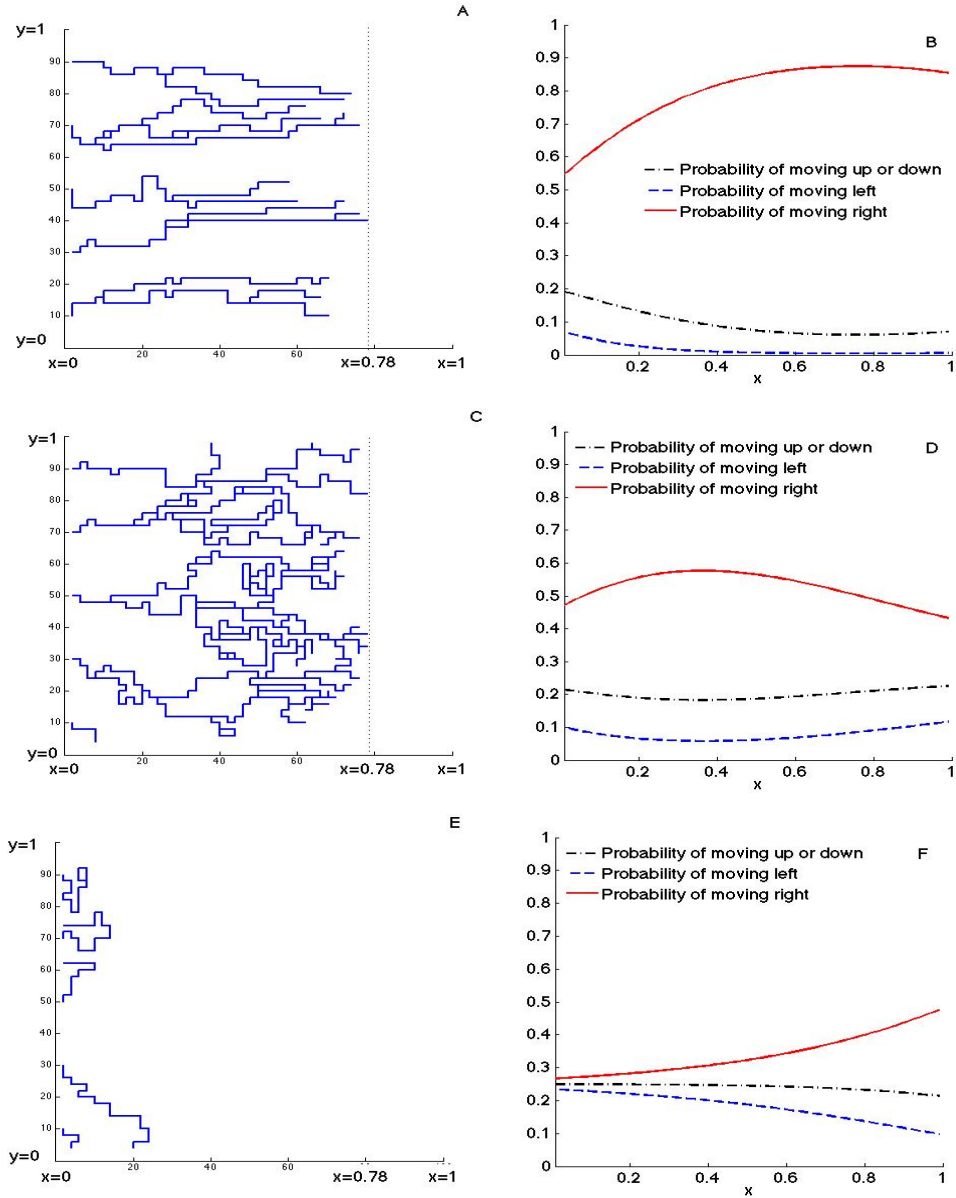 A
y=1
90
80
70
60
50
40
30
20
10
y=0
x=0
20
40
60
x=0.78
x=1
B
1
0.9
0.8
0.7
0.6
0.5
0.4
0.3
0.2
0.1
0
Probability of moving up or down
Probability of moving left
Probability of moving right
0.2
0.4
0.6
0.8
1
x
C
y=1
90
80
70
60
50
40
30
20
10
y=0
x=0
20
40
60
x=0.78
x=1
D
1
0.9
0.8
0.7
0.6
0.5
0.4
0.3
0.2
0.1
0
Probability of moving up or down
Probability of moving left
Probability of moving right
0.2
0.4
0.6
0.8
1
x
E
y=1
90
80
70
60
50
40
30
20
10
y=0
x=0
20
40
60
x=0.78
x=1
F
1
0.9
0.8
0.7
0.6
0.5
0.4
0.3
0.2
0.1
0
Probability of moving up or down
Probability of moving left
Probability of moving right
0.2
0.4
0.6
0.8
1
x